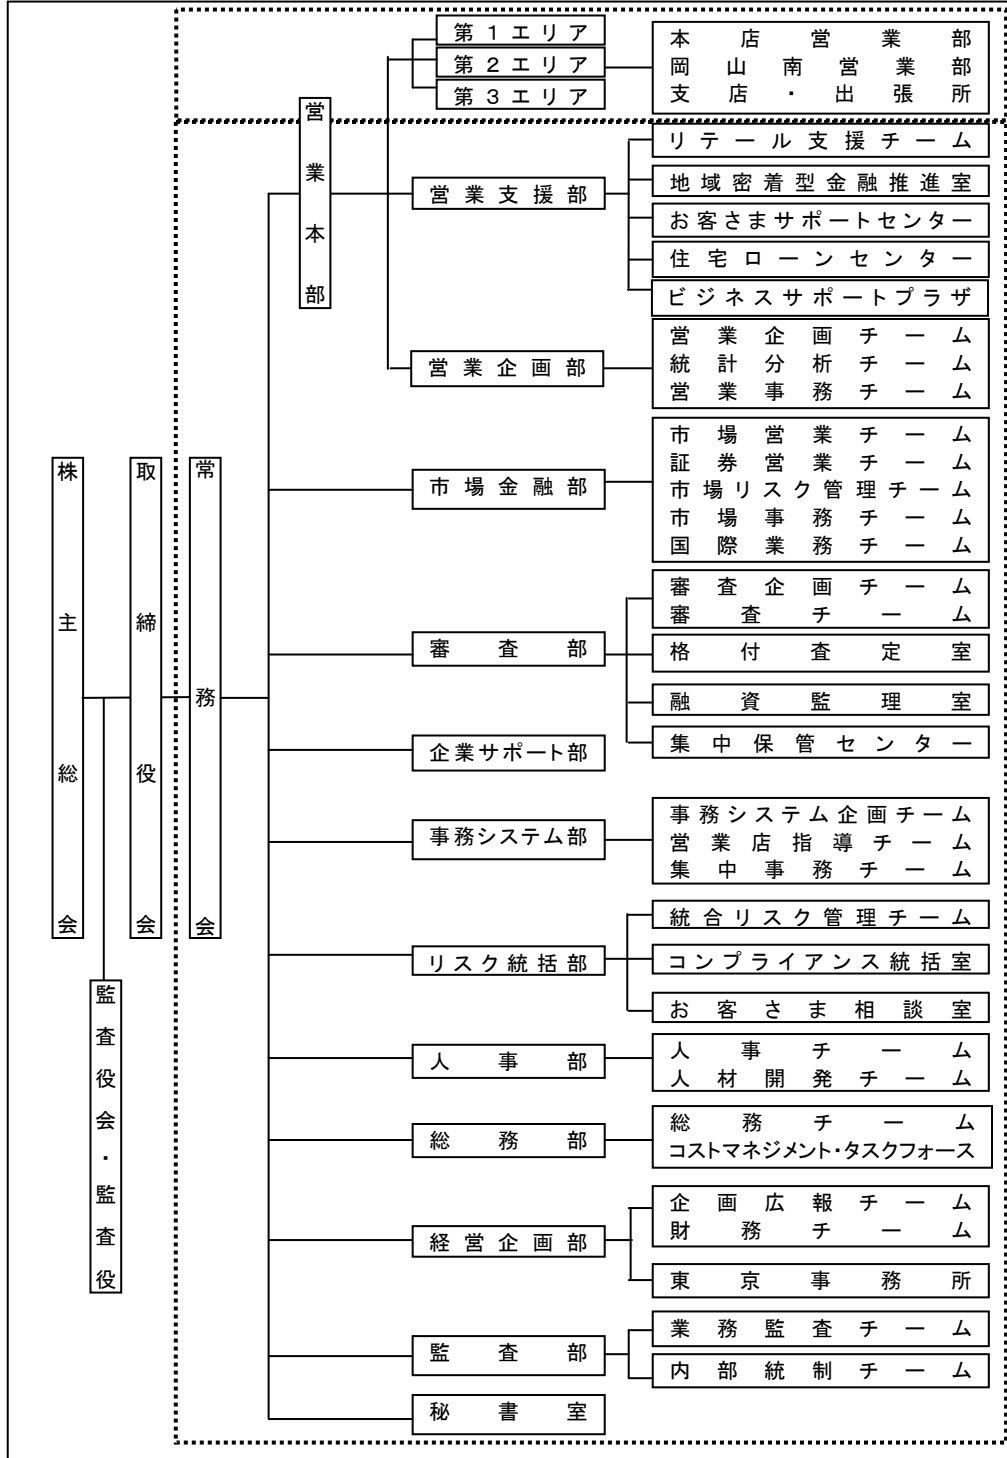 第1エリア
第2エリア
第3エリア
本店営業部
岡山南営業部
支店・出張所
営業本部
営業支援部
リテール支援チーム
地域密着型金融推進室
お客さまサポートセンター
住宅ローンセンター
ビジネスサポートプラザ
営業企画部
営業企画チーム
統計分析チーム
営業事務チーム
株主総会
取締役会
常務会
監査役会・監査役
市場金融部
市場営業チーム
証券営業チーム
市場リスク管理チーム
市場事務チーム
国際業務チーム
審査部
審査企画チーム
審査チーム
格付査定室
融資監理室
集中保管センター
企業サポート部
事務システム部
事務システム企画チーム
営業店指導チーム
集中事務チーム
リスク統括部
統合リスク管理チーム
コンプライアンス統括室
お客さま相談室
人事部
人事チーム
人材開発チーム
総務部
総務チーム
コストマネジメント・タスクフォース
経営企画部
企画広報チーム
財務チーム
東京事務所
監査部
業務監査チーム
内部統制チーム
秘書室